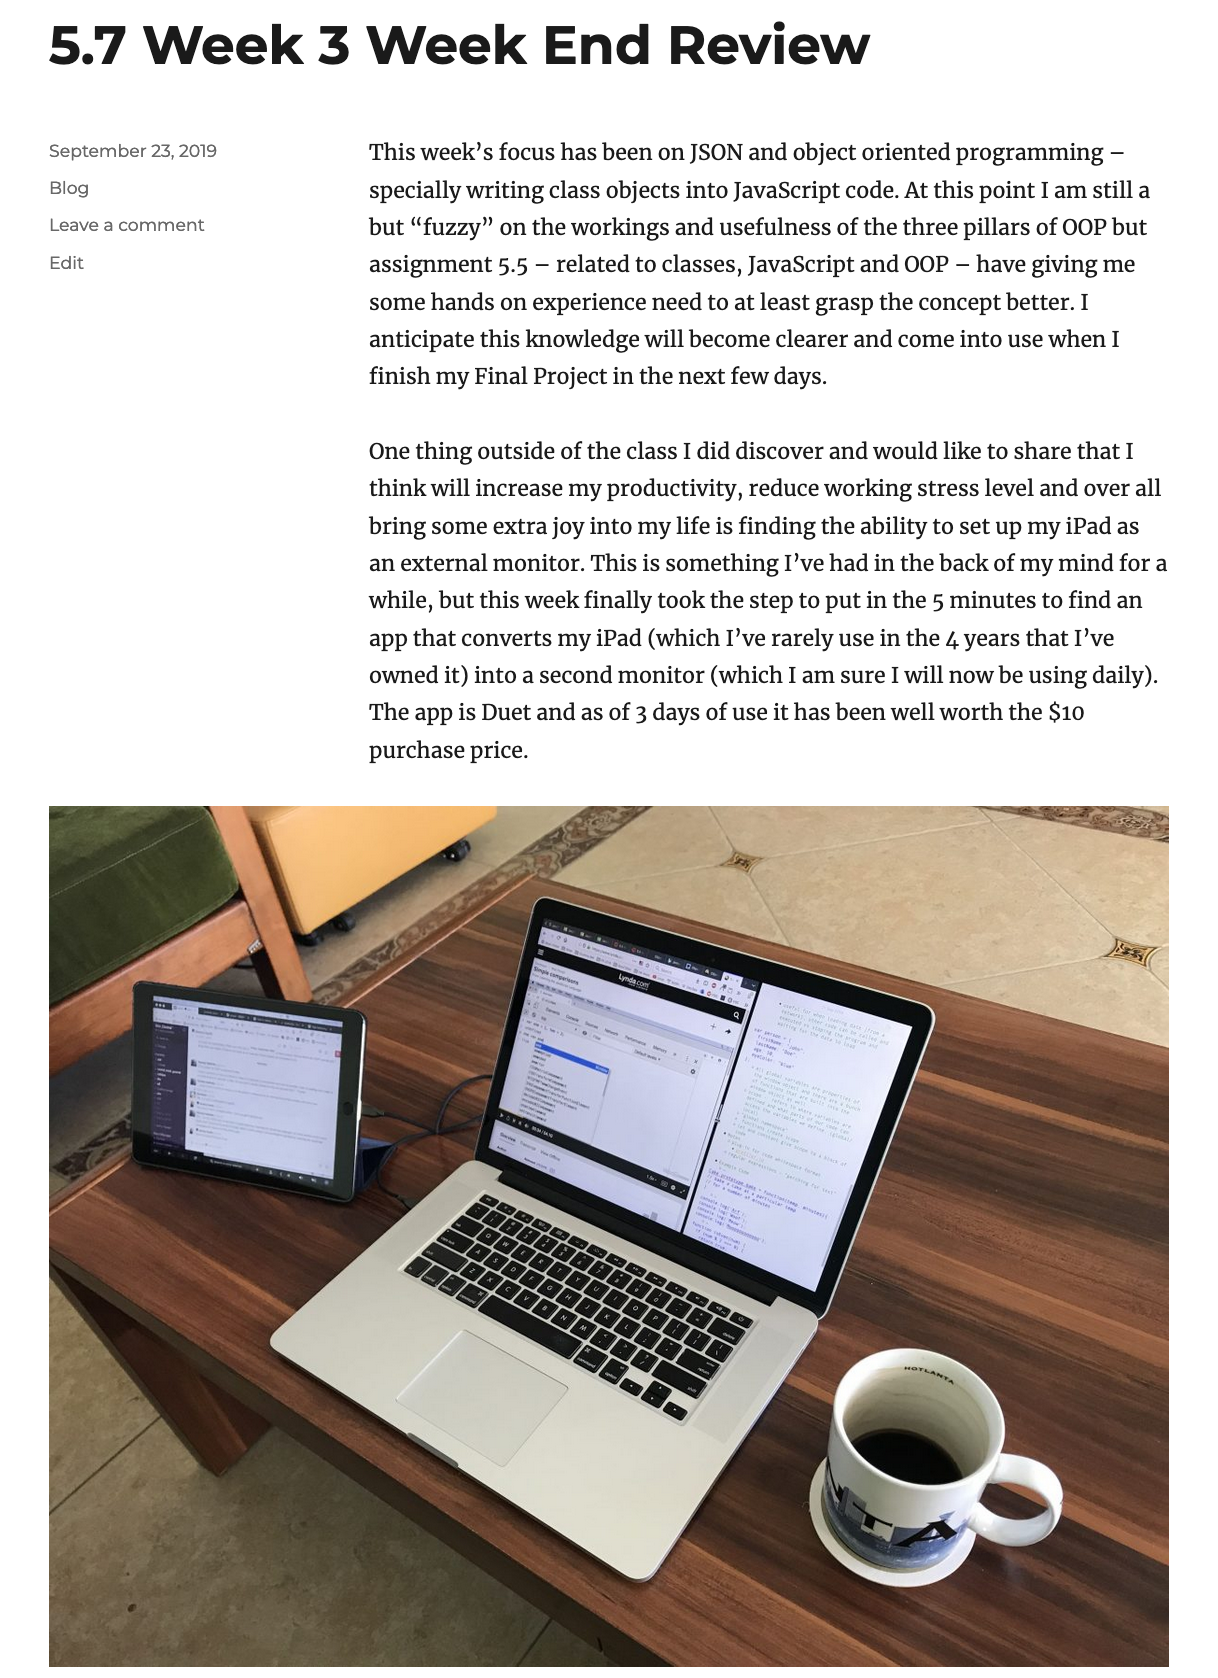 5.7 Week 3 Week End Review
September 23, 2019
Blog
Leave a comment
Edit
This week’s focus has been on JSON and object oriented programming –
specially writing class objects into JavaScript code. At this point I am still a
but “fuzzy” on the workings and usefulness of the three pillars of OOP but
assignment 5.5 – related to classes, JavaScript and OOP – have giving me
some hands on experience need to at least grasp the concept better. I
anticipate this knowledge will become clearer and come into use when I
finish my Final Project in the next few days.
One thing outside of the class I did discover and would like to share that I
think will increase my productivity, reduce working stress level and over all
bring some extra joy into my life is finding the ability to set up my iPad as
an external monitor. This is something I’ve had in the back of my mind for a
while, but this week finally took the step to put in the 5 minutes to find an
app that converts my iPad (which I’ve rarely use in the 4 years that I’ve
owned it) into a second monitor (which I am sure I will now be using daily).
The app is Duet and as of 3 days of use it has been well worth the $10
purchase price.
Lynda.com
Simple comparisons
HOTLANTA
NTA